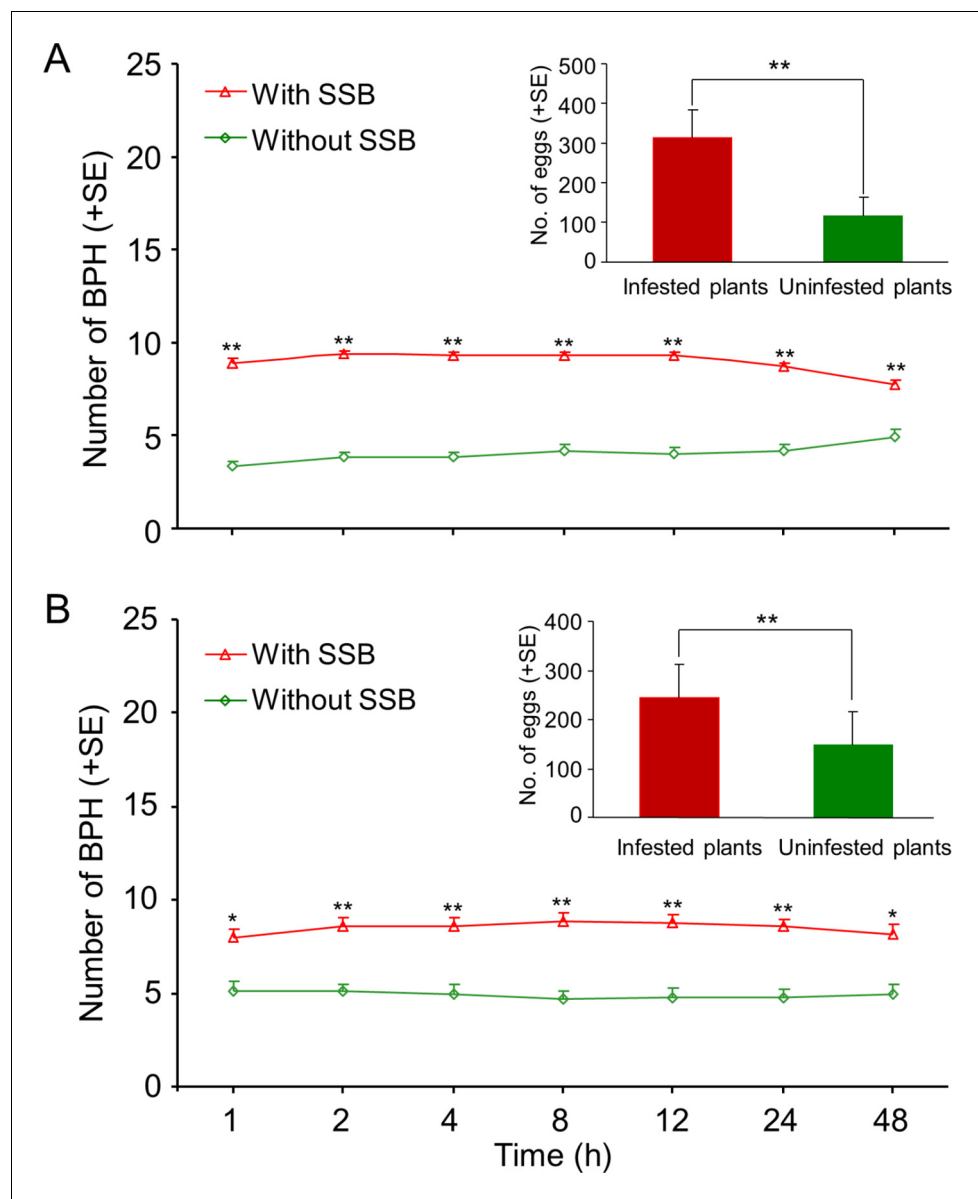 A
Number of BPH (+SE)
25
20
15
10
5
0
With SSB
Without SSB
No. of eggs (+SE)
500
400
300
200
100
0
**
Infested plants
Uninfested plants
**
**
**
**
**
**
**
B
Number of BPH (+SE)
25
20
15
10
5
0
With SSB
Without SSB
No. of eggs (+SE)
400
300
200
100
0
**
Infested plants
Uninfested plants
*
**
**
**
**
**
*
1 2 4 8 12 24 48
Time (h)